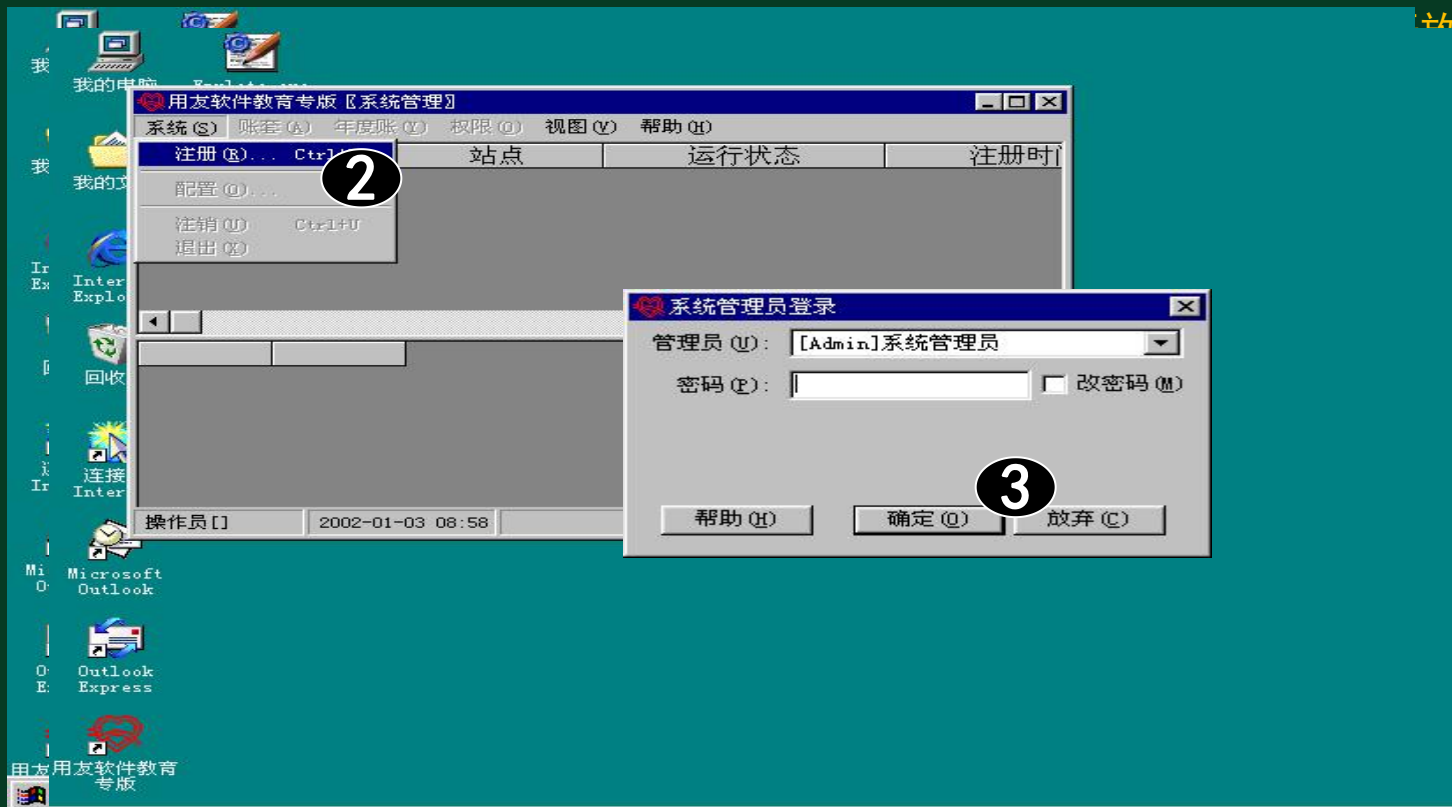 放
我
我的电脑
我
我的文
Inter
Explo
回收
连接
Inter
Microsoft
Outlook
Outlook
Express
用友软件教育
专版
用友软件教育专版〖系统管理〗
系统(S) 账套(A) 年度账(Y) 权限(O) 视图(V) 帮助(H)
站点 运行状态 注册时
注册(R)... Ctrl+
2
配置(O)...
注销(U) Ctrl+U
退出(X)
操作员[] 2002-01-03 08:58
系统管理员登录
管理员(U): [Admin]系统管理员
密码(P): 改密码(M)
3
帮助(H) 确定(O) 放弃(C)